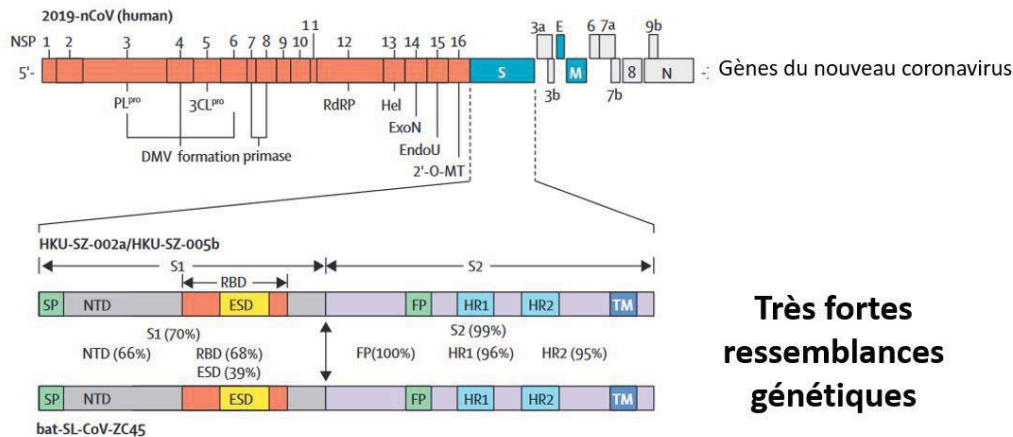 2019-nCoV (human)
NSP 1 2 3 4 5 6 7 8 9 10 11 12 13 14 15 16
3a E 6 7a 9b
5'- S M 8 N -3
3b 7b
Gènes du nouveau coronavirus
PLpro 3CLpro RdRP Hel
ExoN
DMV formation primase EndoU
2'-O-MT
HKU-SZ-002a/HKU-SZ-005b
S1 S2
RBD
SP NTD ESD FP HR1 HR2 TM
S1 (70%) S2 (99%)
NTD (66%) RBD (68%) FP(100%) HR1 (96%) HR2 (95%)
ESD (39%)
SP NTD ESD FP HR1 HR2 TM
bat-SL-CoV-ZC45
Très fortes
ressemblances
génétiques